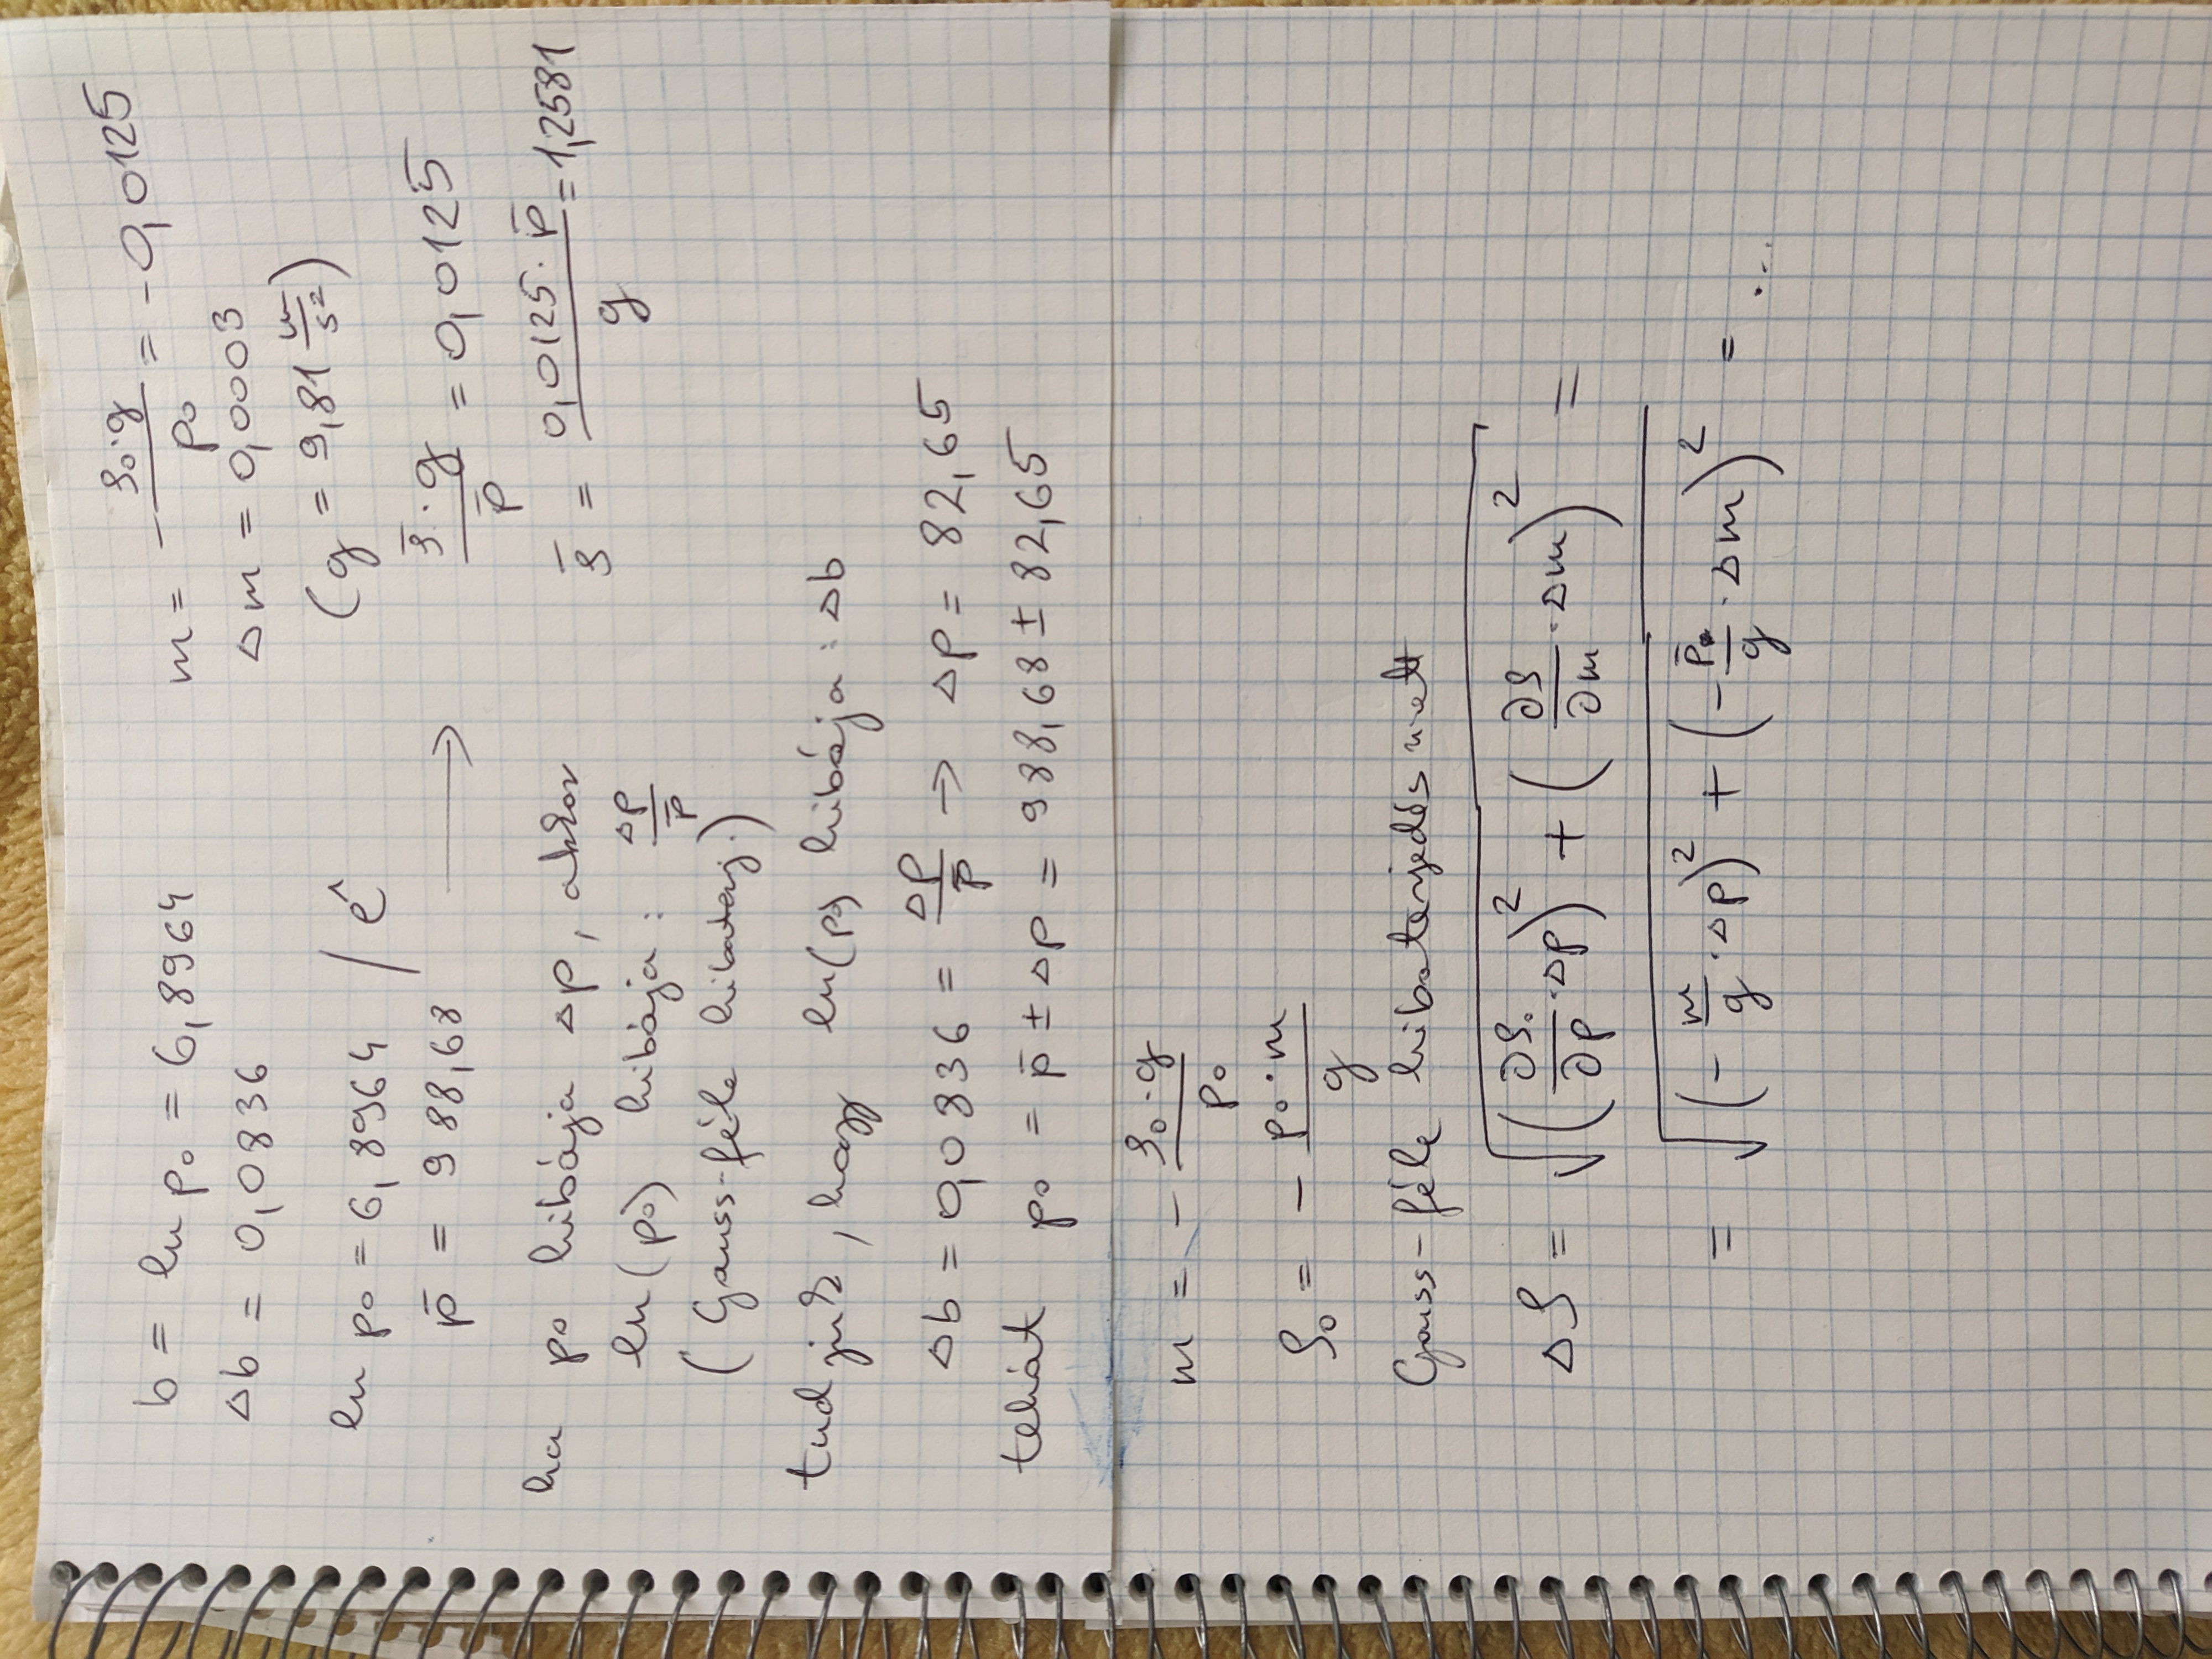 b = ln p₀ = 6,8964
Δb = 0,0836
ln p₀ = 6,8964 / e^
p̄ = 988,68 →
m = - ρ₀·g / p₀ = -0,0125
Δm = 0,0003
(g = 9,81 m/s²)
ρ̄·g / p̄ = 0,0125
ρ̄ = 0,0125·p̄ / g = 1,2581
ha p₀ hibája Δp, akkor
ln(p₀) hibája: Δp / p̄
(Gauss-féle hibaterj.)
tudjuk, hogy ln(p₀) hibája: Δb
Δb = 0,0836 = Δp / p̄ → Δp = 82,65
tehát p₀ = p̄ ± Δp = 988,68 ± 82,65
m = - ρ₀·g / p₀
ρ₀ = - p₀·m / g
Gauss-féle hibaterjedés miatt
Δρ = √((∂ρ₀/∂p · Δp)² + (∂ρ/∂m · Δm)²) =
= √((- m/g · Δp)² + (- p̄₀/g · Δm)²) = ...